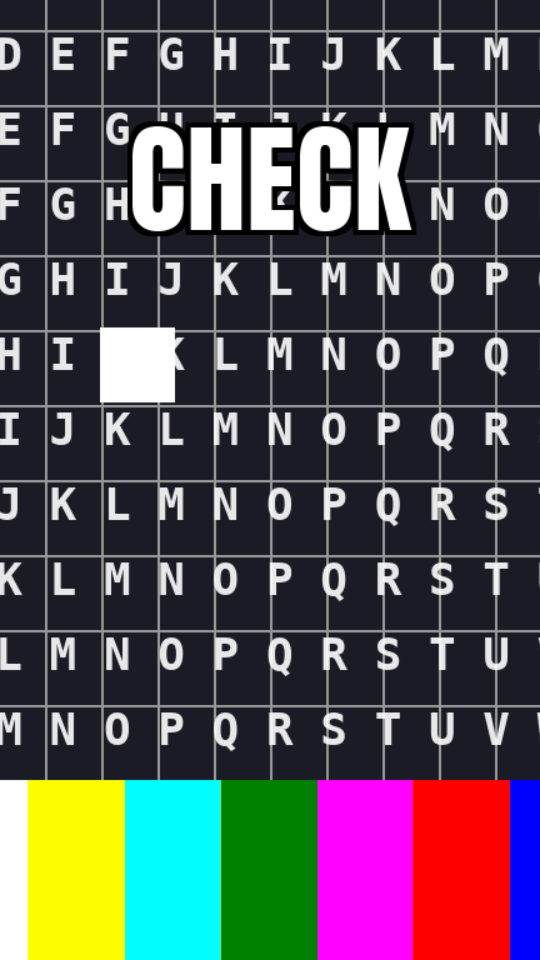 D E F G H I J K L M
E F G M N
CHECK
F G H N O
G H I J K L M N O P
H I K L M N O P Q
I J K L M N O P Q R
J K L M N O P Q R S
K L M N O P Q R S T
L M N O P Q R S T U
M N O P Q R S T U V